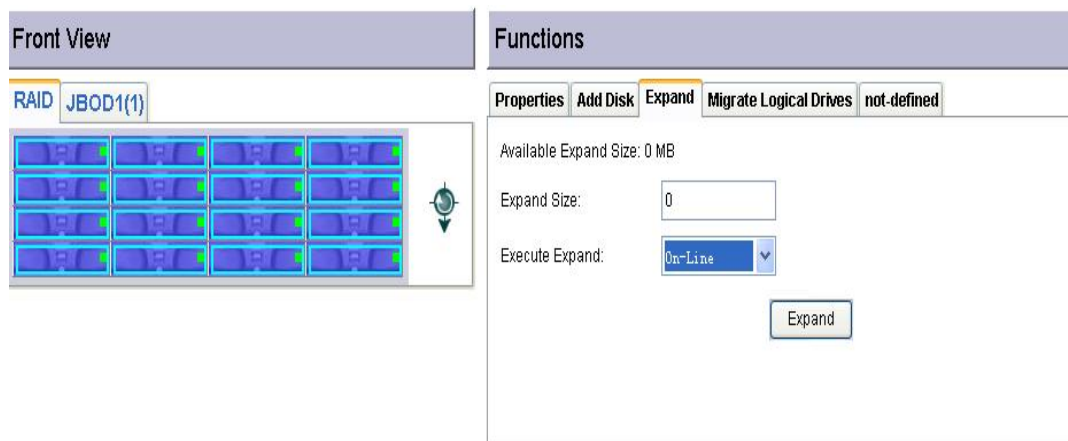 Front View
RAID JBOD1(1)
Functions
Properties Add Disk Expand Migrate Logical Drives not-defined
Available Expand Size: 0 MB
Expand Size: 0
Execute Expand: On-Line
Expand